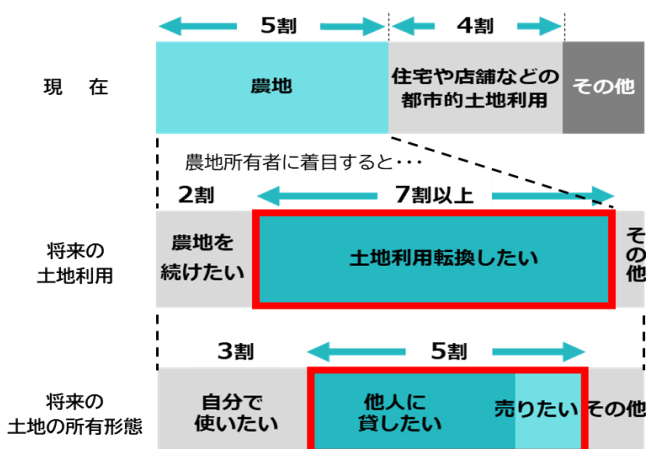 5割
4割
現 在
農地
住宅や店舗などの
都市的土地利用
その他
農地所有者に着目すると･･･
2割
7割以上
将来の
土地利用
農地を
続けたい
土地利用転換したい
その他
3割
5割
将来の
土地の所有形態
自分で
使いたい
他人に
貸したい
売りたい
その他